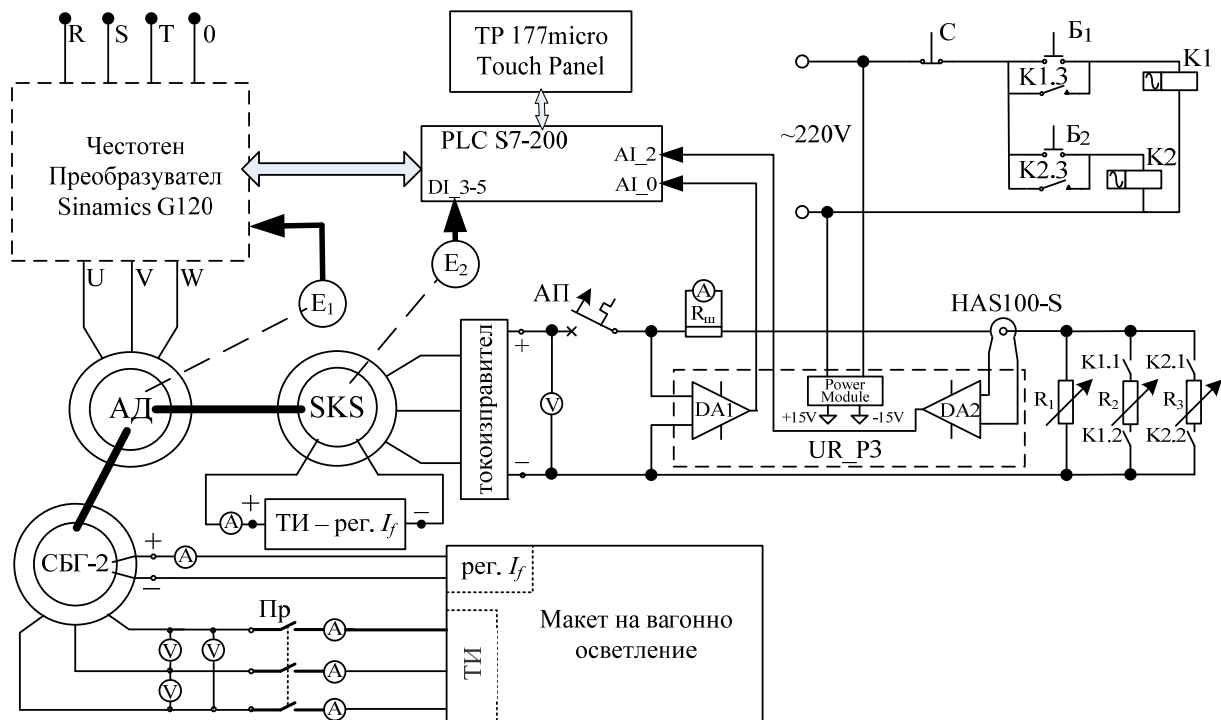 R S T 0
TP 177micro
Touch Panel
Честотен
Преобразувател
Sinamics G120
PLC S7-200
DI_3-5
AI_2
AI_0
~220V
С
Б1
K1.3
K1
Б2
K2.3
K2
U V W
E1
E2
АД
SKS
токоизправител
+
−
АП
V
A
Rш
HAS100-S
DA1
Power
Module
+15V
-15V
DA2
UR_P3
R1
K1.1
R2
K1.2
K2.1
R3
K2.2
A
+
ТИ – рег. If
−
СБГ-2
+
A
−
рег. If
Макет на вагонно
осветление
ТИ
Пр
V
V
V
A
A
A